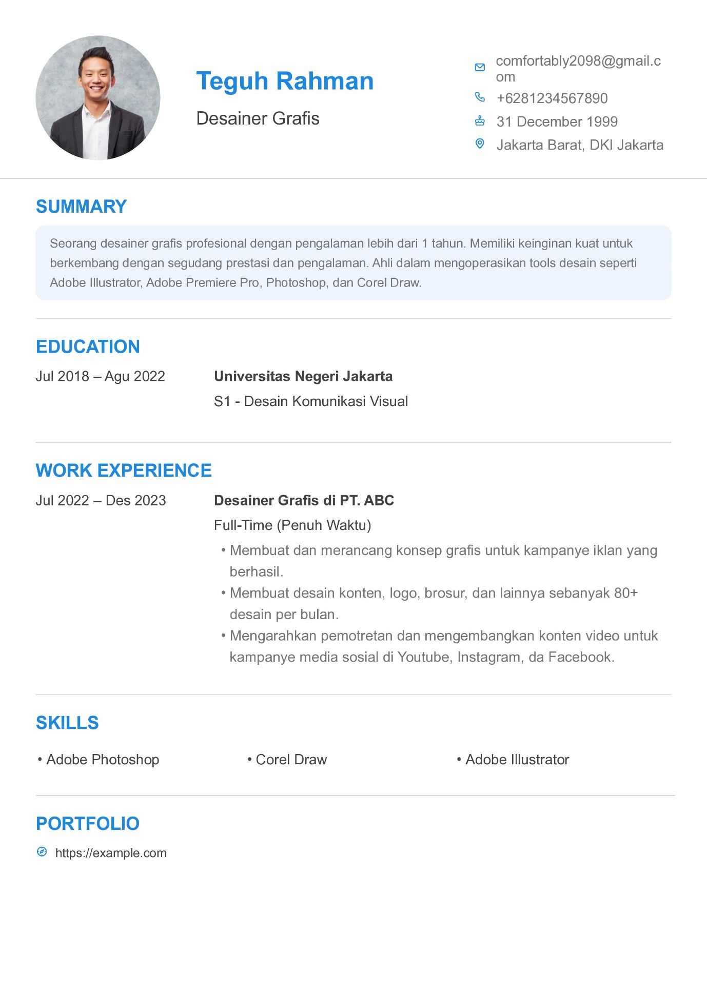 Teguh Rahman
Desainer Grafis
comfortably2098@gmail.c
om
+6281234567890
31 December 1999
Jakarta Barat, DKI Jakarta
SUMMARY
Seorang desainer grafis profesional dengan pengalaman lebih dari 1 tahun. Memiliki keinginan kuat untuk
berkembang dengan segudang prestasi dan pengalaman. Ahli dalam mengoperasikan tools desain seperti
Adobe Illustrator, Adobe Premiere Pro, Photoshop, dan Corel Draw.
EDUCATION
Jul 2018 – Agu 2022
Universitas Negeri Jakarta
S1 - Desain Komunikasi Visual
WORK EXPERIENCE
Jul 2022 – Des 2023
Desainer Grafis di PT. ABC
Full-Time (Penuh Waktu)
• Membuat dan merancang konsep grafis untuk kampanye iklan yang
berhasil.
• Membuat desain konten, logo, brosur, dan lainnya sebanyak 80+
desain per bulan.
• Mengarahkan pemotretan dan mengembangkan konten video untuk
kampanye media sosial di Youtube, Instagram, da Facebook.
SKILLS
• Adobe Photoshop
• Corel Draw
• Adobe Illustrator
PORTFOLIO
https://example.com